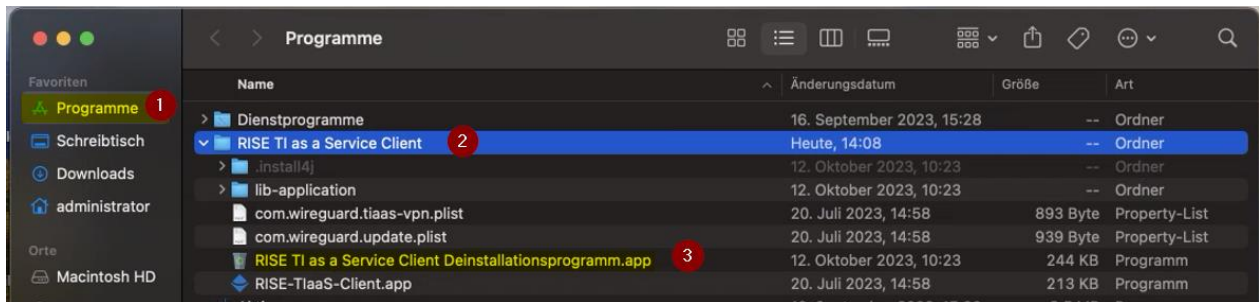 Programme
Favoriten
Programme 1
Schreibtisch
Downloads
administrator
Orte
Macintosh HD
Name Änderungsdatum Größe Art
Dienstprogramme 16. September 2023, 15:28 -- Ordner
RISE TI as a Service Client 2 Heute, 14:08 -- Ordner
.install4j 12. Oktober 2023, 10:23 -- Ordner
lib-application 12. Oktober 2023, 10:23 -- Ordner
com.wireguard.tiaas-vpn.plist 20. Juli 2023, 14:58 893 Byte Property-List
com.wireguard.update.plist 20. Juli 2023, 14:58 939 Byte Property-List
RISE TI as a Service Client Deinstallationsprogramm.app 3 12. Oktober 2023, 10:23 244 KB Programm
RISE-TIaaS-Client.app 20. Juli 2023, 14:58 213 KB Programm